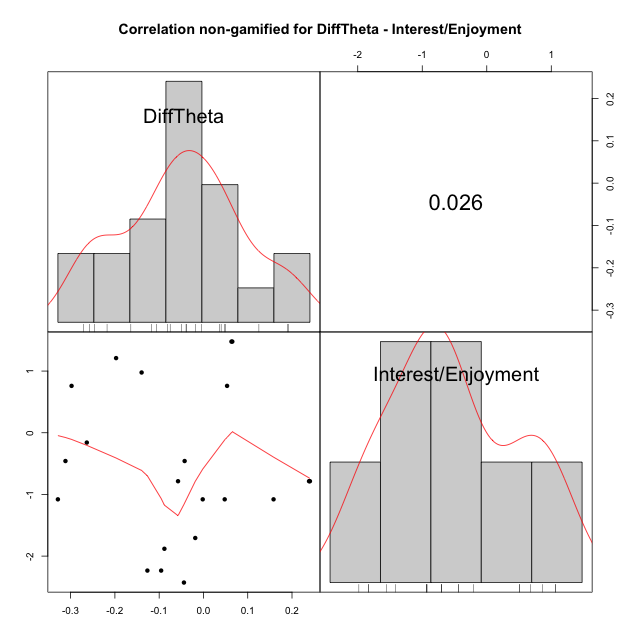 Correlation non-gamified for DiffTheta - Interest/Enjoyment
-2 -1 0 1
DiffTheta
0.026
0.2
0.1
0.0
-0.1
-0.2
-0.3
Interest/Enjoyment
1
0
-1
-2
-0.3 -0.2 -0.1 0.0 0.1 0.2